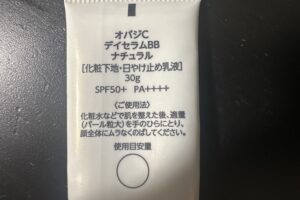 オバジC
デイセラムBB
ナチュラル
[化粧下地・日やけ止め乳液]
30g
SPF50+ PA++++
〈ご使用法〉
化粧水などで肌を整えた後、適量
(パール粒大)を手のひらにとり、
顔全体にムラなくのばしてください。
使用目安量